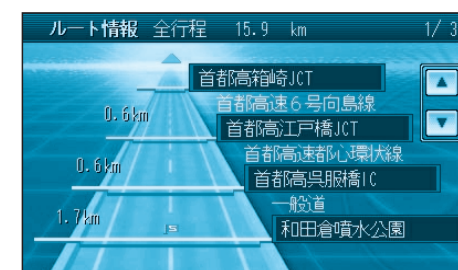 ルート情報 全行程 15.9 km 1/ 3
首都高箱崎JCT
首都高速6号向島線
0.6km
首都高江戸橋JCT
首都高速都心環状線
0.6km
首都高呉服橋IC
一般道
1.7km
和田倉噴水公園